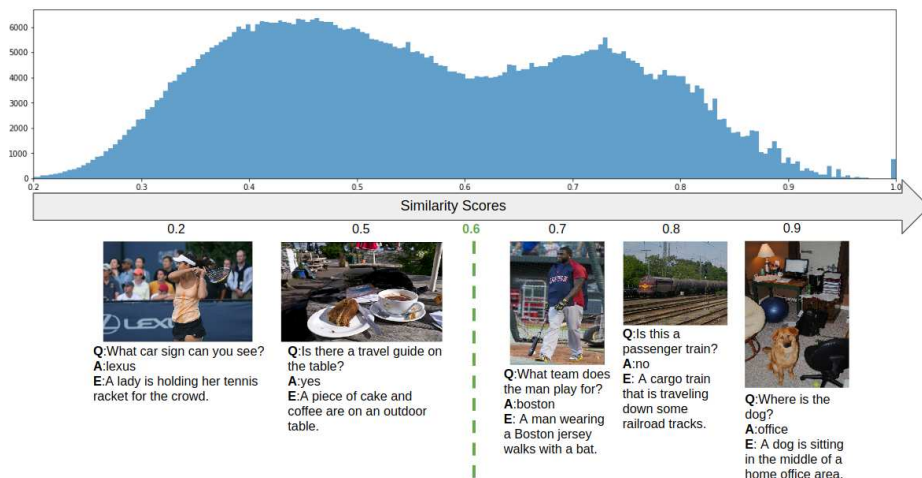 6000
5000
4000
3000
2000
1000
0
0.2 0.3 0.4 0.5 0.6 0.7 0.8 0.9 1.0
Similarity Scores
0.2 0.5 0.6 0.7 0.8 0.9
LEXUS
Q:What car sign can you see?
A:lexus
E:A lady is holding her tennis
racket for the crowd.
Q:Is there a travel guide on
the table?
A:yes
E:A piece of cake and
coffee are on an outdoor
table.
Q:What team does
the man play for?
A:boston
E: A man wearing
a Boston jersey
walks with a bat.
Q:Is this a
passenger train?
A:no
E: A cargo train
that is traveling
down some
railroad tracks.
Q:Where is the
dog?
A:office
E: A dog is sitting
in the middle of a
home office area.